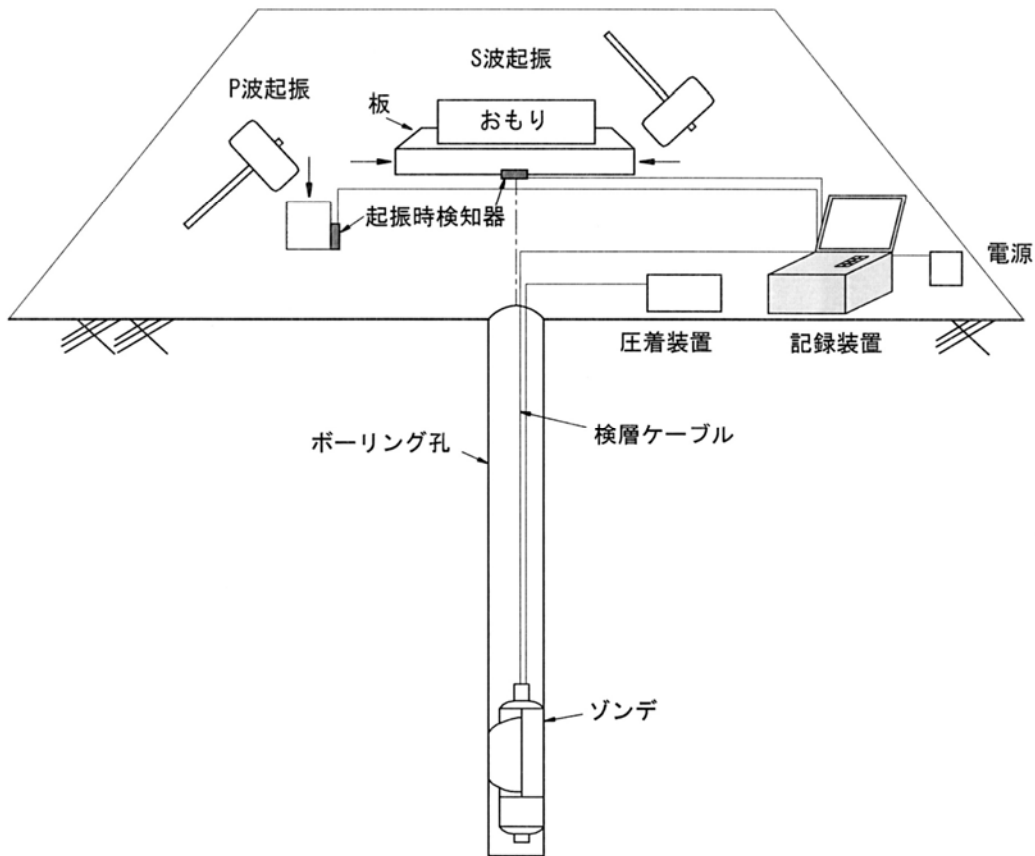 S波起振
P波起振
板
おもり
起振時検知器
電源
圧着装置
記録装置
検層ケーブル
ボーリング孔
ゾンデ